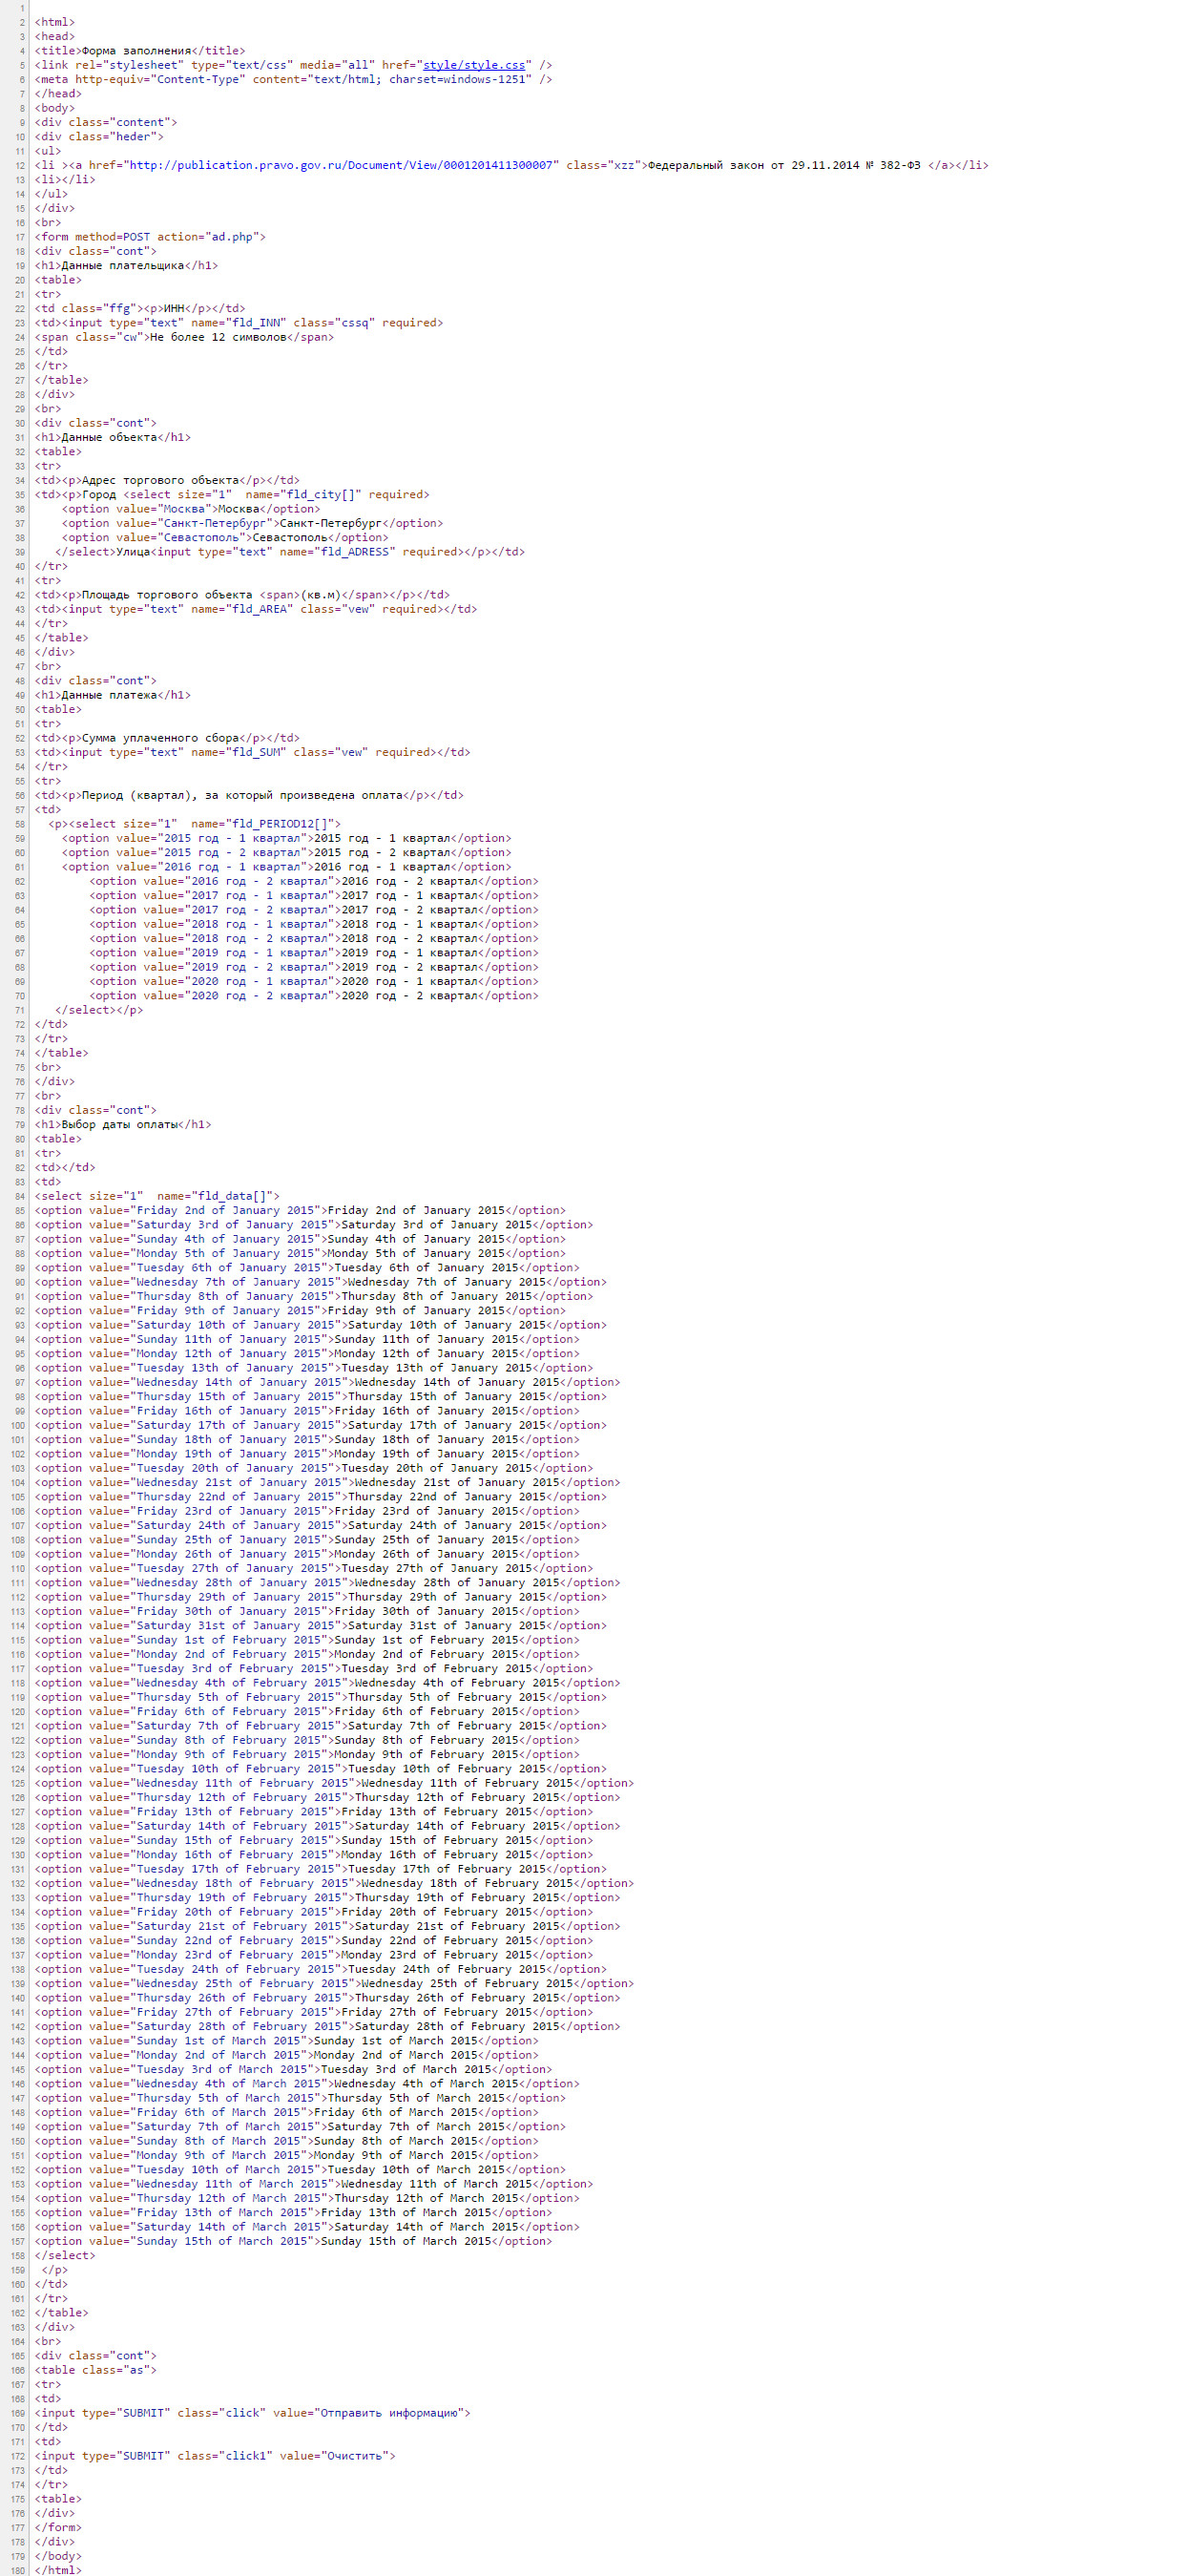 1
2 <html>
3 <head>
4 <title>Форма заполнения</title>
5 <link rel="stylesheet" type="text/css" media="all" href="style/style.css" />
6 <meta http-equiv="Content-Type" content="text/html; charset=windows-1251" />
7 </head>
8 <body>
9 <div class="content">
10 <div class="heder">
11 <ul>
12 <li ><a href="http://publication.pravo.gov.ru/Document/View/0001201411300007" class="xzz">Федеральный закон от 29.11.2014 № 382-ФЗ </a></li>
13 <li></li>
14 </ul>
15 </div>
16 <br>
17 <form method=POST action="ad.php">
18 <div class="cont">
19 <h1>Данные плательщика</h1>
20 <table>
21 <tr>
22 <td class="ffg"><p>ИНН</p></td>
23 <td><input type="text" name="fld_INN" class="cssq" required>
24 <span class="cw">Не более 12 символов</span>
25 </td>
26 </tr>
27 </table>
28 </div>
29 <br>
30 <div class="cont">
31 <h1>Данные объекта</h1>
32 <table>
33 <tr>
34 <td><p>Адрес торгового объекта</p></td>
35 <td><p>Город <select size="1"  name="fld_city[]" required>
36     <option value="Москва">Москва</option>
37     <option value="Санкт-Петербург">Санкт-Петербург</option>
38     <option value="Севастополь">Севастополь</option>
39    </select>Улица<input type="text" name="fld_ADRESS" required></p></td>
40 </tr>
41 <tr>
42 <td><p>Площадь торгового объекта <span>(кв.м)</span></p></td>
43 <td><input type="text" name="fld_AREA" class="vew" required></td>
44 </tr>
45 </table>
46 </div>
47 <br>
48 <div class="cont">
49 <h1>Данные платежа</h1>
50 <table>
51 <tr>
52 <td><p>Сумма уплаченного сбора</p></td>
53 <td><input type="text" name="fld_SUM" class="vew" required></td>
54 </tr>
55 <tr>
56 <td><p>Период (квартал), за который произведена оплата</p></td>
57 <td>
58   <p><select size="1"  name="fld_PERIOD12[]">
59     <option value="2015 год - 1 квартал">2015 год - 1 квартал</option>
60     <option value="2015 год - 2 квартал">2015 год - 2 квартал</option>
61     <option value="2016 год - 1 квартал">2016 год - 1 квартал</option>
62         <option value="2016 год - 2 квартал">2016 год - 2 квартал</option>
63         <option value="2017 год - 1 квартал">2017 год - 1 квартал</option>
64         <option value="2017 год - 2 квартал">2017 год - 2 квартал</option>
65         <option value="2018 год - 1 квартал">2018 год - 1 квартал</option>
66         <option value="2018 год - 2 квартал">2018 год - 2 квартал</option>
67         <option value="2019 год - 1 квартал">2019 год - 1 квартал</option>
68         <option value="2019 год - 2 квартал">2019 год - 2 квартал</option>
69         <option value="2020 год - 1 квартал">2020 год - 1 квартал</option>
70         <option value="2020 год - 2 квартал">2020 год - 2 квартал</option>
71    </select></p>
72 </td>
73 </tr>
74 </table>
75 <br>
76 </div>
77 <br>
78 <div class="cont">
79 <h1>Выбор даты оплаты</h1>
80 <table>
81 <tr>
82 <td></td>
83 <td>
84 <select size="1"  name="fld_data[]">
85 <option value="Friday 2nd of January 2015">Friday 2nd of January 2015</option>
86 <option value="Saturday 3rd of January 2015">Saturday 3rd of January 2015</option>
87 <option value="Sunday 4th of January 2015">Sunday 4th of January 2015</option>
88 <option value="Monday 5th of January 2015">Monday 5th of January 2015</option>
89 <option value="Tuesday 6th of January 2015">Tuesday 6th of January 2015</option>
90 <option value="Wednesday 7th of January 2015">Wednesday 7th of January 2015</option>
91 <option value="Thursday 8th of January 2015">Thursday 8th of January 2015</option>
92 <option value="Friday 9th of January 2015">Friday 9th of January 2015</option>
93 <option value="Saturday 10th of January 2015">Saturday 10th of January 2015</option>
94 <option value="Sunday 11th of January 2015">Sunday 11th of January 2015</option>
95 <option value="Monday 12th of January 2015">Monday 12th of January 2015</option>
96 <option value="Tuesday 13th of January 2015">Tuesday 13th of January 2015</option>
97 <option value="Wednesday 14th of January 2015">Wednesday 14th of January 2015</option>
98 <option value="Thursday 15th of January 2015">Thursday 15th of January 2015</option>
99 <option value="Friday 16th of January 2015">Friday 16th of January 2015</option>
100 <option value="Saturday 17th of January 2015">Saturday 17th of January 2015</option>
101 <option value="Sunday 18th of January 2015">Sunday 18th of January 2015</option>
102 <option value="Monday 19th of January 2015">Monday 19th of January 2015</option>
103 <option value="Tuesday 20th of January 2015">Tuesday 20th of January 2015</option>
104 <option value="Wednesday 21st of January 2015">Wednesday 21st of January 2015</option>
105 <option value="Thursday 22nd of January 2015">Thursday 22nd of January 2015</option>
106 <option value="Friday 23rd of January 2015">Friday 23rd of January 2015</option>
107 <option value="Saturday 24th of January 2015">Saturday 24th of January 2015</option>
108 <option value="Sunday 25th of January 2015">Sunday 25th of January 2015</option>
109 <option value="Monday 26th of January 2015">Monday 26th of January 2015</option>
110 <option value="Tuesday 27th of January 2015">Tuesday 27th of January 2015</option>
111 <option value="Wednesday 28th of January 2015">Wednesday 28th of January 2015</option>
112 <option value="Thursday 29th of January 2015">Thursday 29th of January 2015</option>
113 <option value="Friday 30th of January 2015">Friday 30th of January 2015</option>
114 <option value="Saturday 31st of January 2015">Saturday 31st of January 2015</option>
115 <option value="Sunday 1st of February 2015">Sunday 1st of February 2015</option>
116 <option value="Monday 2nd of February 2015">Monday 2nd of February 2015</option>
117 <option value="Tuesday 3rd of February 2015">Tuesday 3rd of February 2015</option>
118 <option value="Wednesday 4th of February 2015">Wednesday 4th of February 2015</option>
119 <option value="Thursday 5th of February 2015">Thursday 5th of February 2015</option>
120 <option value="Friday 6th of February 2015">Friday 6th of February 2015</option>
121 <option value="Saturday 7th of February 2015">Saturday 7th of February 2015</option>
122 <option value="Sunday 8th of February 2015">Sunday 8th of February 2015</option>
123 <option value="Monday 9th of February 2015">Monday 9th of February 2015</option>
124 <option value="Tuesday 10th of February 2015">Tuesday 10th of February 2015</option>
125 <option value="Wednesday 11th of February 2015">Wednesday 11th of February 2015</option>
126 <option value="Thursday 12th of February 2015">Thursday 12th of February 2015</option>
127 <option value="Friday 13th of February 2015">Friday 13th of February 2015</option>
128 <option value="Saturday 14th of February 2015">Saturday 14th of February 2015</option>
129 <option value="Sunday 15th of February 2015">Sunday 15th of February 2015</option>
130 <option value="Monday 16th of February 2015">Monday 16th of February 2015</option>
131 <option value="Tuesday 17th of February 2015">Tuesday 17th of February 2015</option>
132 <option value="Wednesday 18th of February 2015">Wednesday 18th of February 2015</option>
133 <option value="Thursday 19th of February 2015">Thursday 19th of February 2015</option>
134 <option value="Friday 20th of February 2015">Friday 20th of February 2015</option>
135 <option value="Saturday 21st of February 2015">Saturday 21st of February 2015</option>
136 <option value="Sunday 22nd of February 2015">Sunday 22nd of February 2015</option>
137 <option value="Monday 23rd of February 2015">Monday 23rd of February 2015</option>
138 <option value="Tuesday 24th of February 2015">Tuesday 24th of February 2015</option>
139 <option value="Wednesday 25th of February 2015">Wednesday 25th of February 2015</option>
140 <option value="Thursday 26th of February 2015">Thursday 26th of February 2015</option>
141 <option value="Friday 27th of February 2015">Friday 27th of February 2015</option>
142 <option value="Saturday 28th of February 2015">Saturday 28th of February 2015</option>
143 <option value="Sunday 1st of March 2015">Sunday 1st of March 2015</option>
144 <option value="Monday 2nd of March 2015">Monday 2nd of March 2015</option>
145 <option value="Tuesday 3rd of March 2015">Tuesday 3rd of March 2015</option>
146 <option value="Wednesday 4th of March 2015">Wednesday 4th of March 2015</option>
147 <option value="Thursday 5th of March 2015">Thursday 5th of March 2015</option>
148 <option value="Friday 6th of March 2015">Friday 6th of March 2015</option>
149 <option value="Saturday 7th of March 2015">Saturday 7th of March 2015</option>
150 <option value="Sunday 8th of March 2015">Sunday 8th of March 2015</option>
151 <option value="Monday 9th of March 2015">Monday 9th of March 2015</option>
152 <option value="Tuesday 10th of March 2015">Tuesday 10th of March 2015</option>
153 <option value="Wednesday 11th of March 2015">Wednesday 11th of March 2015</option>
154 <option value="Thursday 12th of March 2015">Thursday 12th of March 2015</option>
155 <option value="Friday 13th of March 2015">Friday 13th of March 2015</option>
156 <option value="Saturday 14th of March 2015">Saturday 14th of March 2015</option>
157 <option value="Sunday 15th of March 2015">Sunday 15th of March 2015</option>
158 </select>
159  </p>
160 </td>
161 </tr>
162 </table>
163 </div>
164 <br>
165 <div class="cont">
166 <table class="as">
167 <tr>
168 <td>
169 <input type="SUBMIT" class="click" value="Отправить информацию">
170 </td>
171 <td>
172 <input type="SUBMIT" class="click1" value="Очистить">
173 </td>
174 </tr>
175 <table>
176 </div>
177 </form>
178 </div>
179 </body>
180 </html>